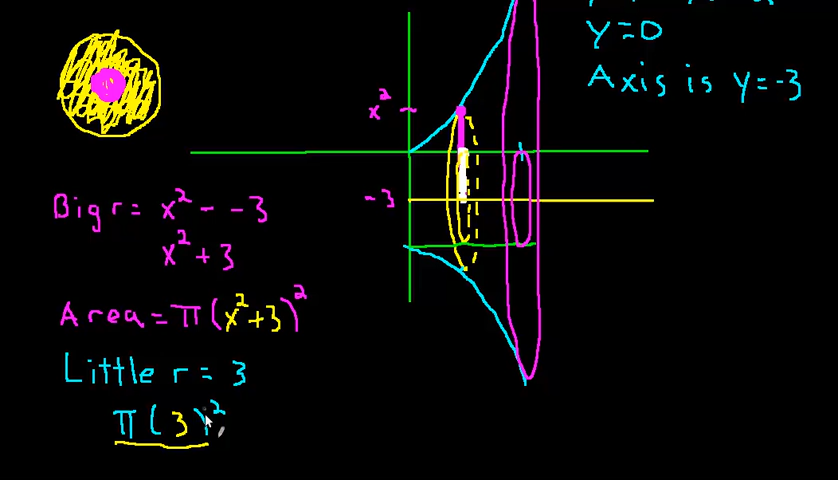 y=0
Axis is y=-3
x²
-3
Big r= x² - -3
x² + 3
Area = π(x²+3)²
Little r = 3
π(3)²